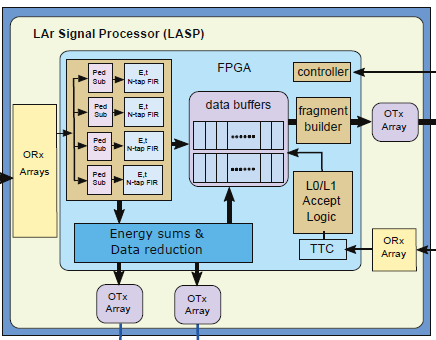 LAr Signal Processor (LASP)
FPGA
Ped
Sub
E,t
N-tap FIR
Ped
Sub
E,t
N-tap FIR
Ped
Sub
E,t
N-tap FIR
Ped
Sub
E,t
N-tap FIR
ORx
Arrays
data buffers
controller
fragment
builder
OTx
Array
L0/L1
Accept
Logic
TTC
ORx
Array
Energy sums &
Data reduction
OTx
Array
OTx
Array